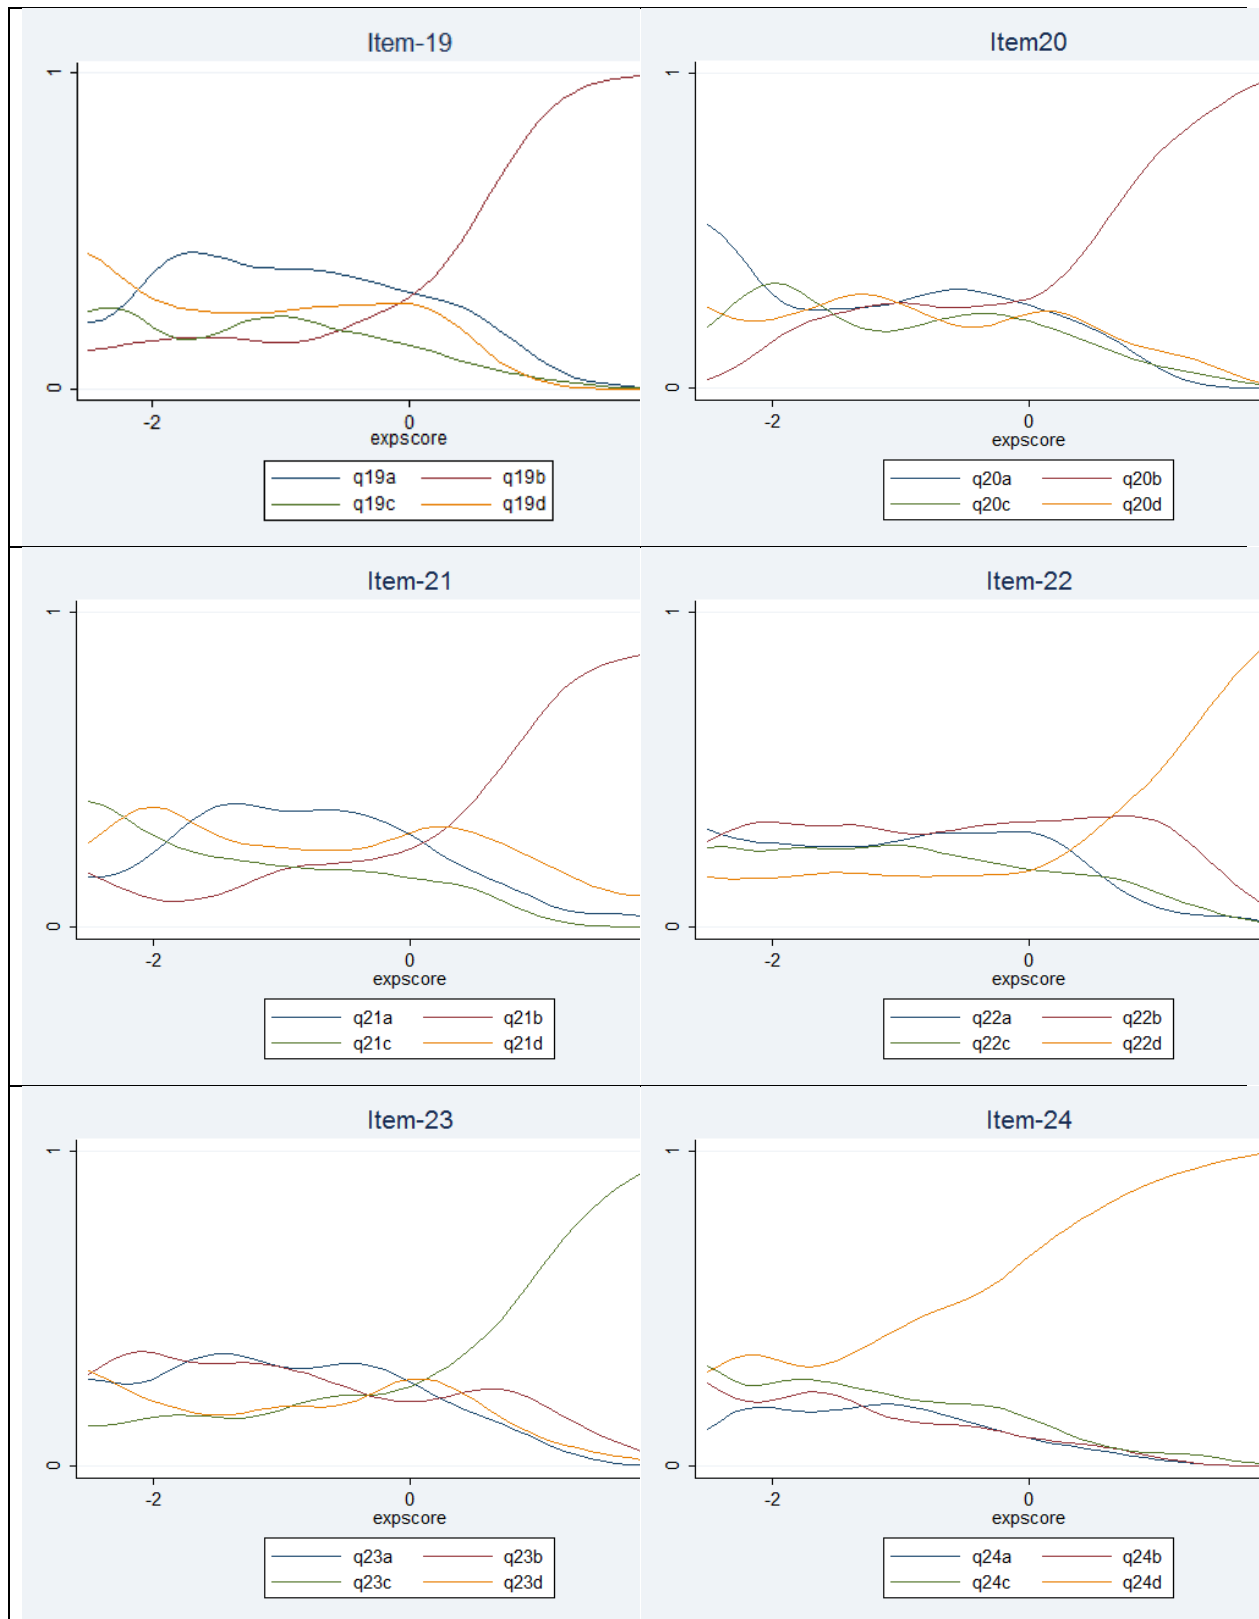 Item-19
1
0
-2 0
expscore
q19a q19b
q19c q19d
Item20
1
0
-2 0
expscore
q20a q20b
q20c q20d
Item-21
1
0
-2 0
expscore
q21a q21b
q21c q21d
Item-22
1
0
-2 0
expscore
q22a q22b
q22c q22d
Item-23
1
0
-2 0
expscore
q23a q23b
q23c q23d
Item-24
1
0
-2 0
expscore
q24a q24b
q24c q24d